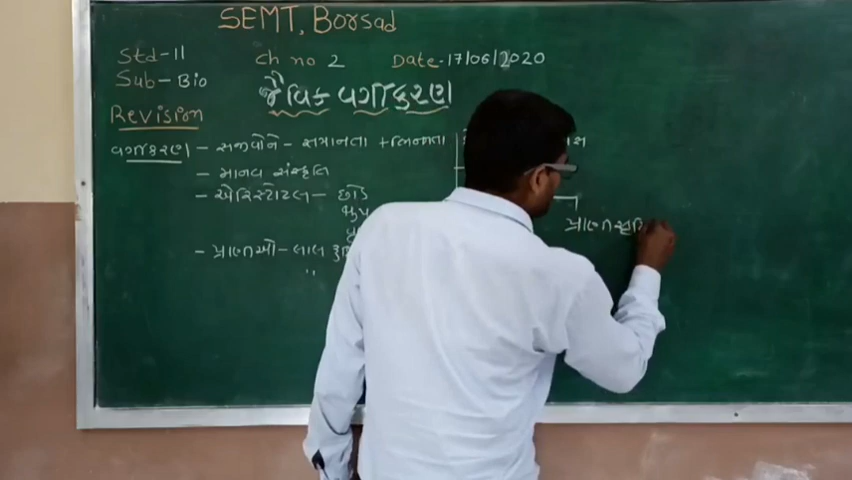 SEMT, Borsad
Std-11 Ch no 2 Date-17/06/2020
Sub-Bio
જૈવિક વર્ગીકરણ
Revision
વર્ગીકરણ - સજીવોને - સમાનતા + ભિન્નતા
- માનવ સંસ્કૃતિ
- એરિસ્ટોટલ - છોડ
ક્ષુપ
- પ્રાણીઓ - લાલ
"
પ્રાણીસૃ